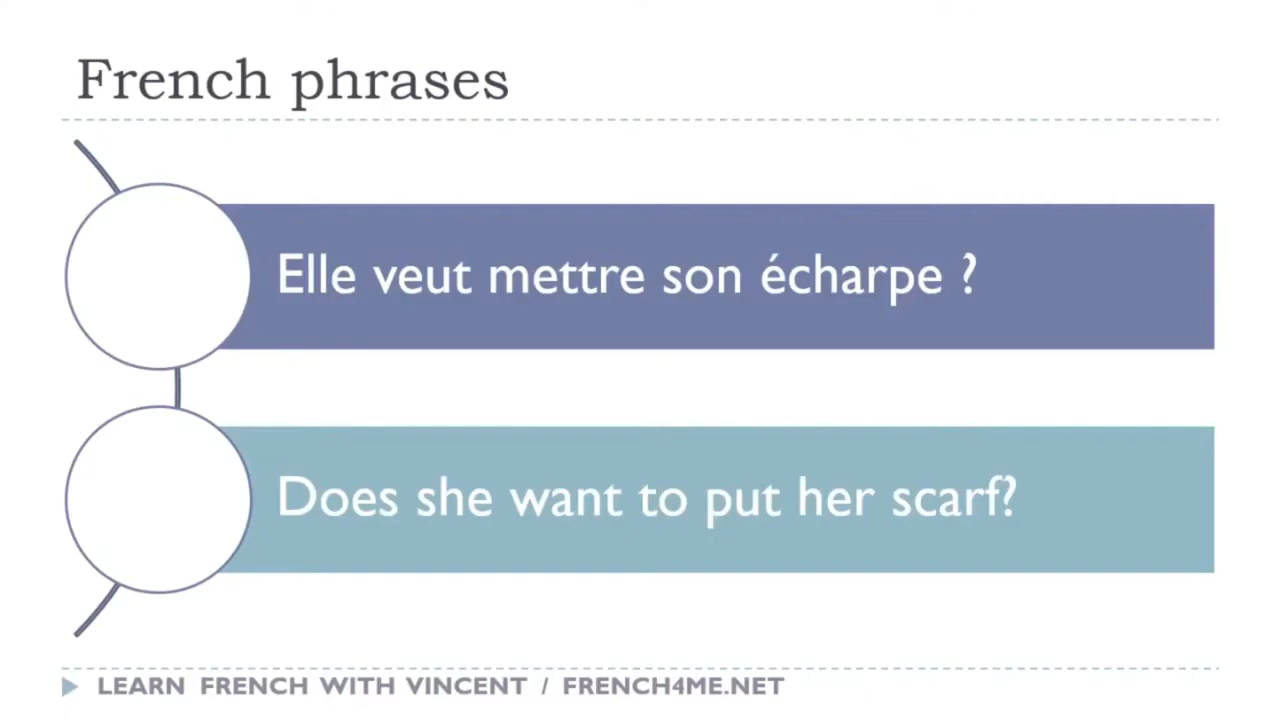 French phrases
Elle veut mettre son écharpe ?
Does she want to put her scarf?
LEARN FRENCH WITH VINCENT / FRENCH4ME.NET